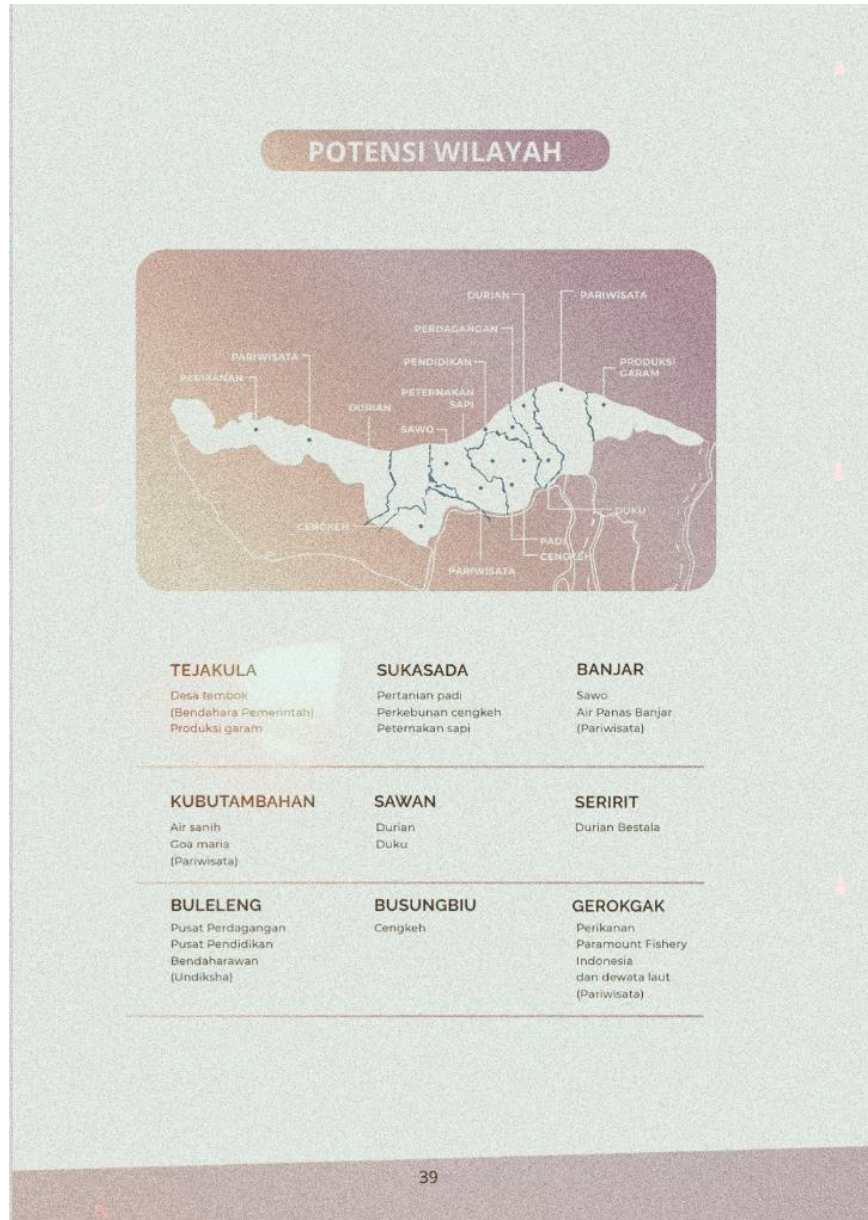 POTENSI WILAYAH
DURIAN
PARIWISATA
PERDAGANGAN
PARIWISATA
PENDIDIKAN
PRODUKSI
GARAM
PERIKANAN
PETERNAKAN
SAPI
DURIAN
SAWO
CENGKEH
DUKU
PADI
CENGKEH
PARIWISATA
TEJAKULA
Desa tembok
(Bendahara Pemerintah)
Produksi garam
SUKASADA
Pertanian padi
Perkebunan cengkeh
Peternakan sapi
BANJAR
Sawo
Air Panas Banjar
(Pariwisata)
KUBUTAMBAHAN
Air sanih
Goa maria
(Pariwisata)
SAWAN
Durian
Duku
SERIRIT
Durian Bestala
BULELENG
Pusat Perdagangan
Pusat Pendidikan
Bendaharawan
(Undiksha)
BUSUNGBIU
Cengkeh
GEROKGAK
Perikanan
Paramount Fishery
Indonesia
dan dewata laut
(Pariwisata)
39